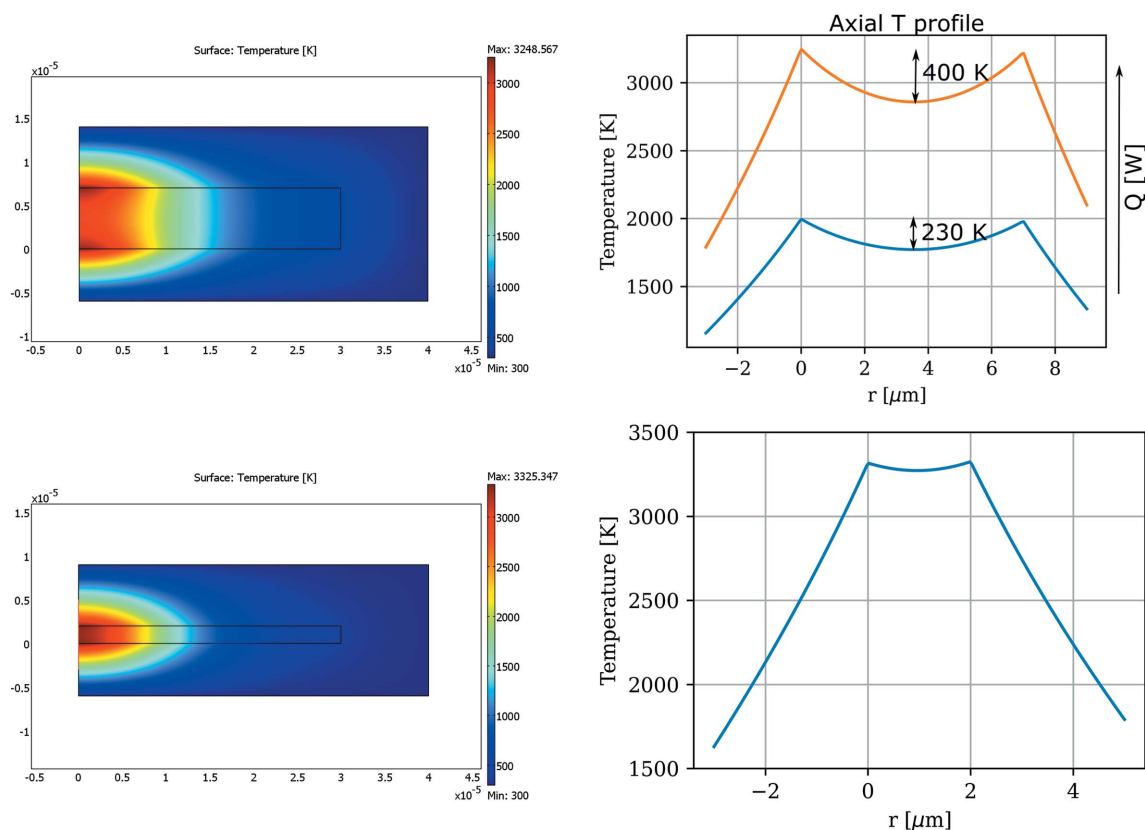 Surface: Temperature [K]
Max: 3248.567
x10⁻⁵
1.5
1
0.5
0
-0.5
-1
-0.5 0 0.5 1 1.5 2 2.5 3 3.5 4 4.5
x10⁻⁵
3000
2500
2000
1500
1000
500
Min: 300
Axial T profile
Temperature [K]
3000
2500
2000
1500
400 K
230 K
Q [W]
−2 0 2 4 6 8
r [μm]
Surface: Temperature [K]
Max: 3325.347
x10⁻⁵
1.5
1
0.5
0
-0.5
-1
-0.5 0 0.5 1 1.5 2 2.5 3 3.5 4 4.5
x10⁻⁵
3000
2500
2000
1500
1000
500
Min: 300
Temperature [K]
3500
3000
2500
2000
1500
−2 0 2 4
r [μm]